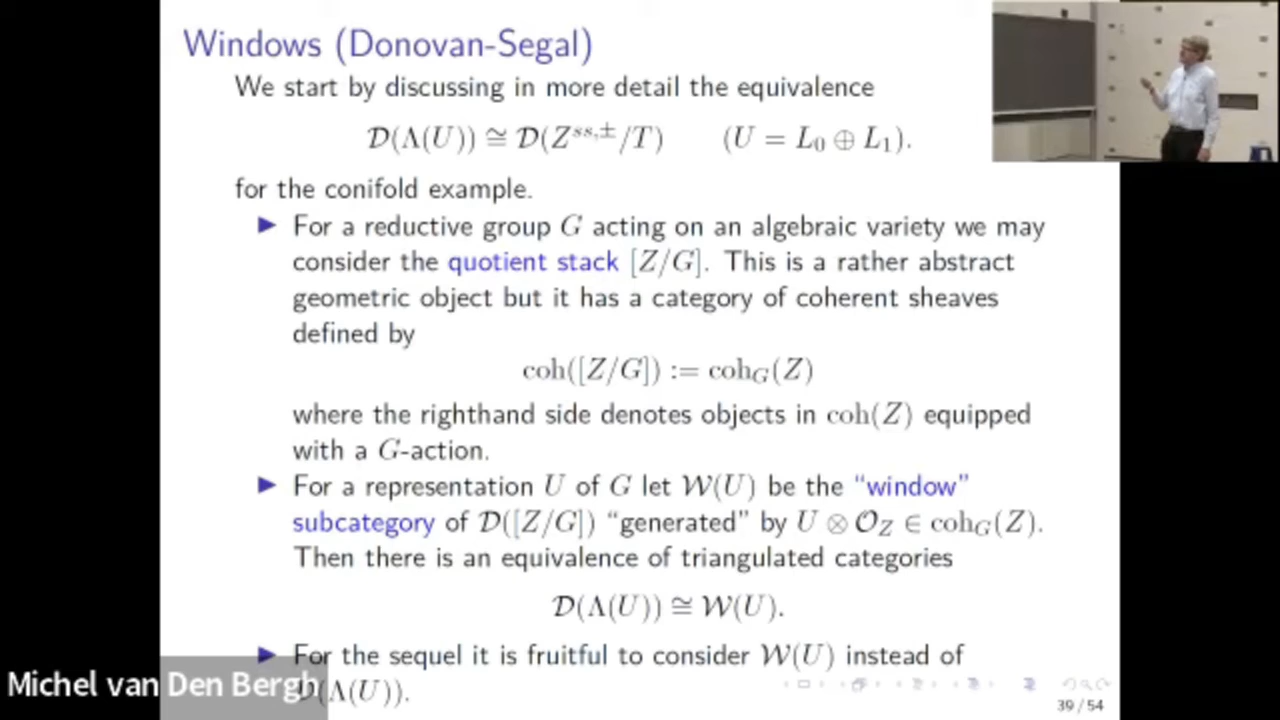 Windows (Donovan-Segal)
We start by discussing in more detail the equivalence
𝒟(Λ(U)) ≅ 𝒟(Z^{ss,±}/T) (U = L₀ ⊕ L₁).
for the conifold example.
▶ For a reductive group G acting on an algebraic variety we may
consider the quotient stack [Z/G]. This is a rather abstract
geometric object but it has a category of coherent sheaves
defined by
coh([Z/G]) := coh_G(Z)
where the righthand side denotes objects in coh(Z) equipped
with a G-action.
▶ For a representation U of G let 𝒲(U) be the “window”
subcategory of 𝒟([Z/G]) “generated” by U ⊗ 𝒪_Z ∈ coh_G(Z).
Then there is an equivalence of triangulated categories
𝒟(Λ(U)) ≅ 𝒲(U).
▶ For the sequel it is fruitful to consider 𝒲(U) instead of
𝒟(Λ(U)).
Michel van Den Bergh
39 / 54